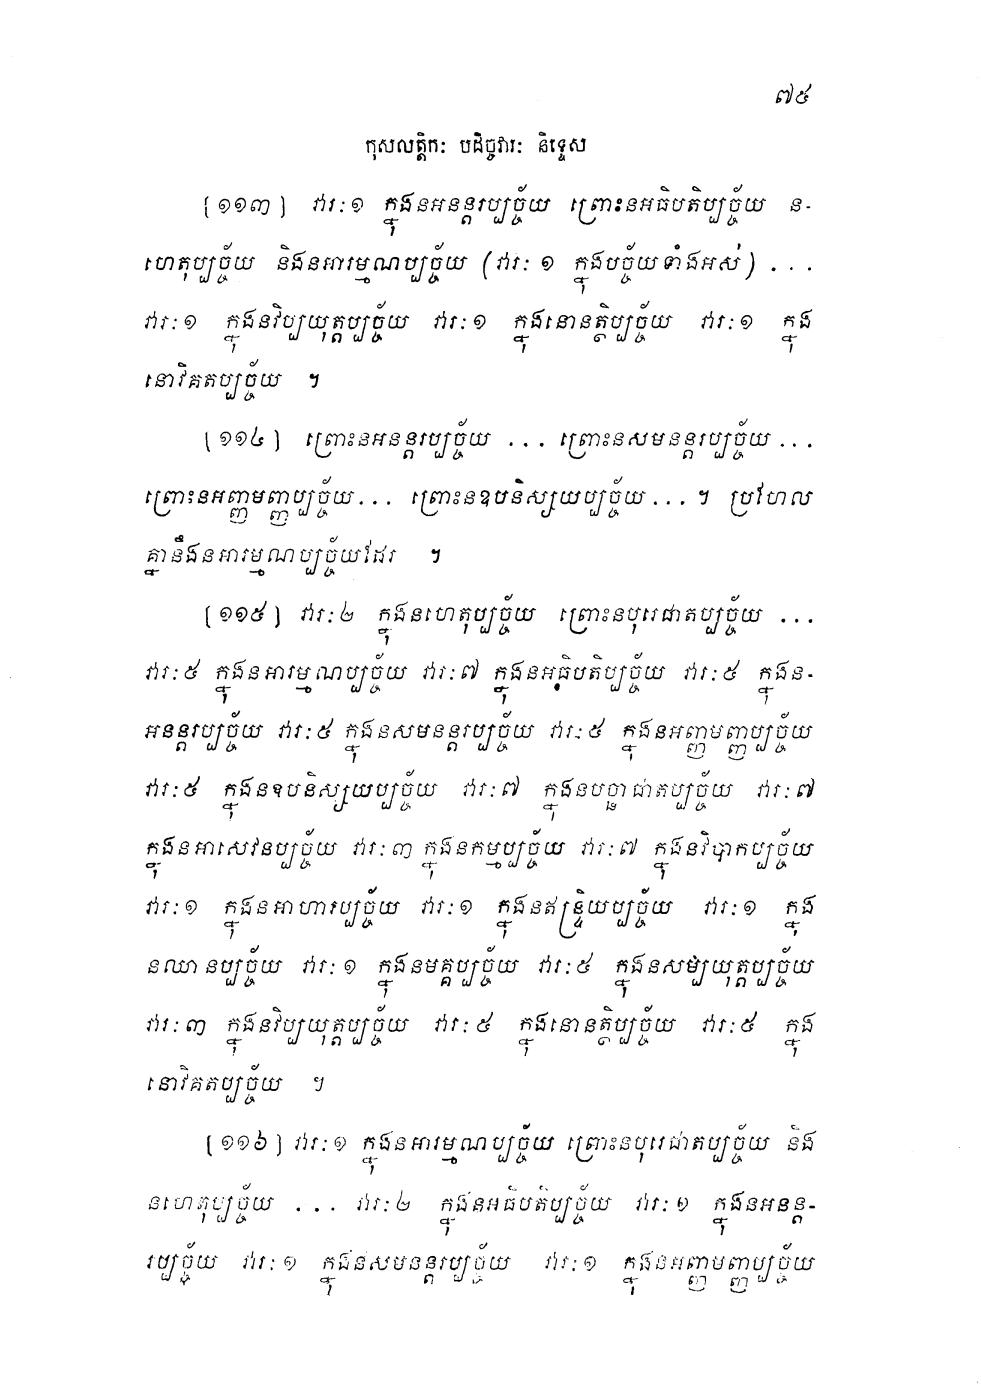 ៧៥
កុសលត្តិកៈ បដិច្ចវារៈ និទ្ទេស
[១១៣] វារៈ១ ក្នុងនអនន្តរប្បច្ច័យ ព្រោះនអធិបតិប្បច្ច័យ ន-
ហេតុប្បច្ច័យ និងនអារម្មណប្បច្ច័យ (វារៈ ១ ក្នុងបច្ច័យទាំងអស់) . . .
វារៈ១ ក្នុងនវិប្បយុត្តប្បច្ច័យ វារៈ១ ក្នុងនោនត្ថិប្បច្ច័យ វារៈ១ ក្នុង
នោវិគតប្បច្ច័យ ។
[១១៤] ព្រោះនអនន្តរប្បច្ច័យ . . . ព្រោះនសមនន្តរប្បច្ច័យ . . .
ព្រោះនអញ្ញាមញ្ញប្បច្ច័យ . . . ព្រោះនឧបនិស្សយប្បច្ច័យ . . . ។ ប្រហែល
គ្នានឹងនអារម្មណប្បច្ច័យដែរ ។
[១១៥] វារៈ២ ក្នុងនហេតុប្បច្ច័យ ព្រោះនបុរេជាតប្បច្ច័យ . . .
វារៈ៥ ក្នុងនអារម្មណប្បច្ច័យ វារៈ៧ ក្នុងនអធិបតិប្បច្ច័យ វារៈ៥ ក្នុងន-
អនន្តរប្បច្ច័យ វារៈ៥ ក្នុងនសមនន្តរប្បច្ច័យ វារៈ៥ ក្នុងនអញ្ញាមញ្ញប្បច្ច័យ
វារៈ៥ ក្នុងនឧបនិស្សយប្បច្ច័យ វារៈ៧ ក្នុងនបច្ឆាជាតប្បច្ច័យ វារៈ៧
ក្នុងនអាសេវនប្បច្ច័យ វារៈ៣ ក្នុងនកម្មប្បច្ច័យ វារៈ៧ ក្នុងនវិបាកប្បច្ច័យ
វារៈ១ ក្នុងនអាហារប្បច្ច័យ វារៈ១ ក្នុងនឥន្ទ្រិយប្បច្ច័យ វារៈ១ ក្នុង
នឈានប្បច្ច័យ វារៈ១ ក្នុងនមគ្គប្បច្ច័យ វារៈ៥ ក្នុងនសម្បយុត្តប្បច្ច័យ
វារៈ៣ ក្នុងនវិប្បយុត្តប្បច្ច័យ វារៈ៥ ក្នុងនោនត្ថិប្បច្ច័យ វារៈ៥ ក្នុង
នោវិគតប្បច្ច័យ ។
[១១៦] វារៈ១ ក្នុងនអារម្មណប្បច្ច័យ ព្រោះនបុរេជាតប្បច្ច័យ និង
នហេតុប្បច្ច័យ . . . វារៈ២ ក្នុងនអធិបតិប្បច្ច័យ វារៈ១ ក្នុងនអនន្ត-
រប្បច្ច័យ វារៈ១ ក្នុងនសមនន្តរប្បច្ច័យ វារៈ១ ក្នុងនអញ្ញាមញ្ញប្បច្ច័យ